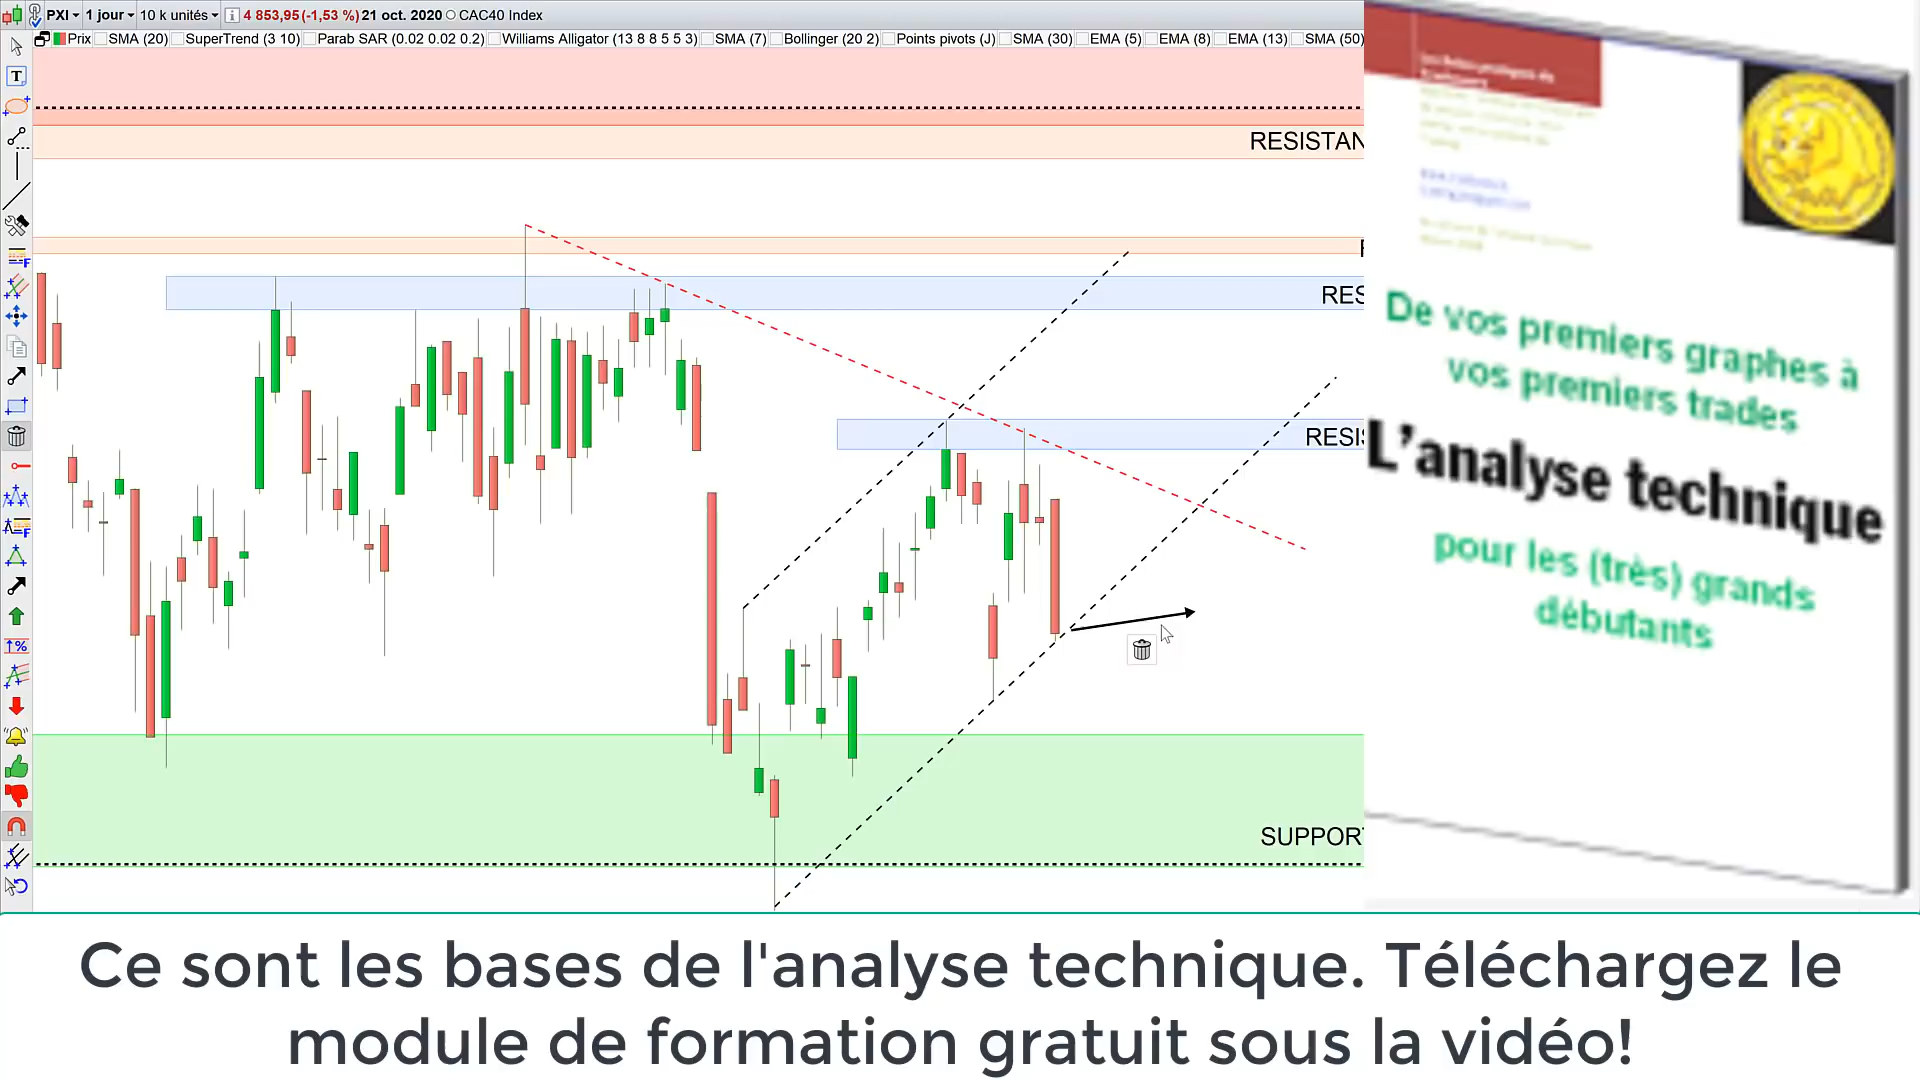 PXI 1 jour 10 k unités 4 853,95 (-1,53 %) 21 oct. 2020 CAC40 Index
Prix SMA (20) SuperTrend (3 10) Parab SAR (0.02 0.02 0.2) Williams Alligator (13 8 8 5 5 3) SMA (7) Bollinger (20 2) Points pivots (J) SMA (30) EMA (5) EMA (8) EMA (13) SMA (50)
RESISTAN
RES
RESIS
SUPPORT
De vos premiers graphes à
vos premiers trades
L'analyse technique
pour les (très) grands
débutants
Ce sont les bases de l'analyse technique. Téléchargez le
module de formation gratuit sous la vidéo!